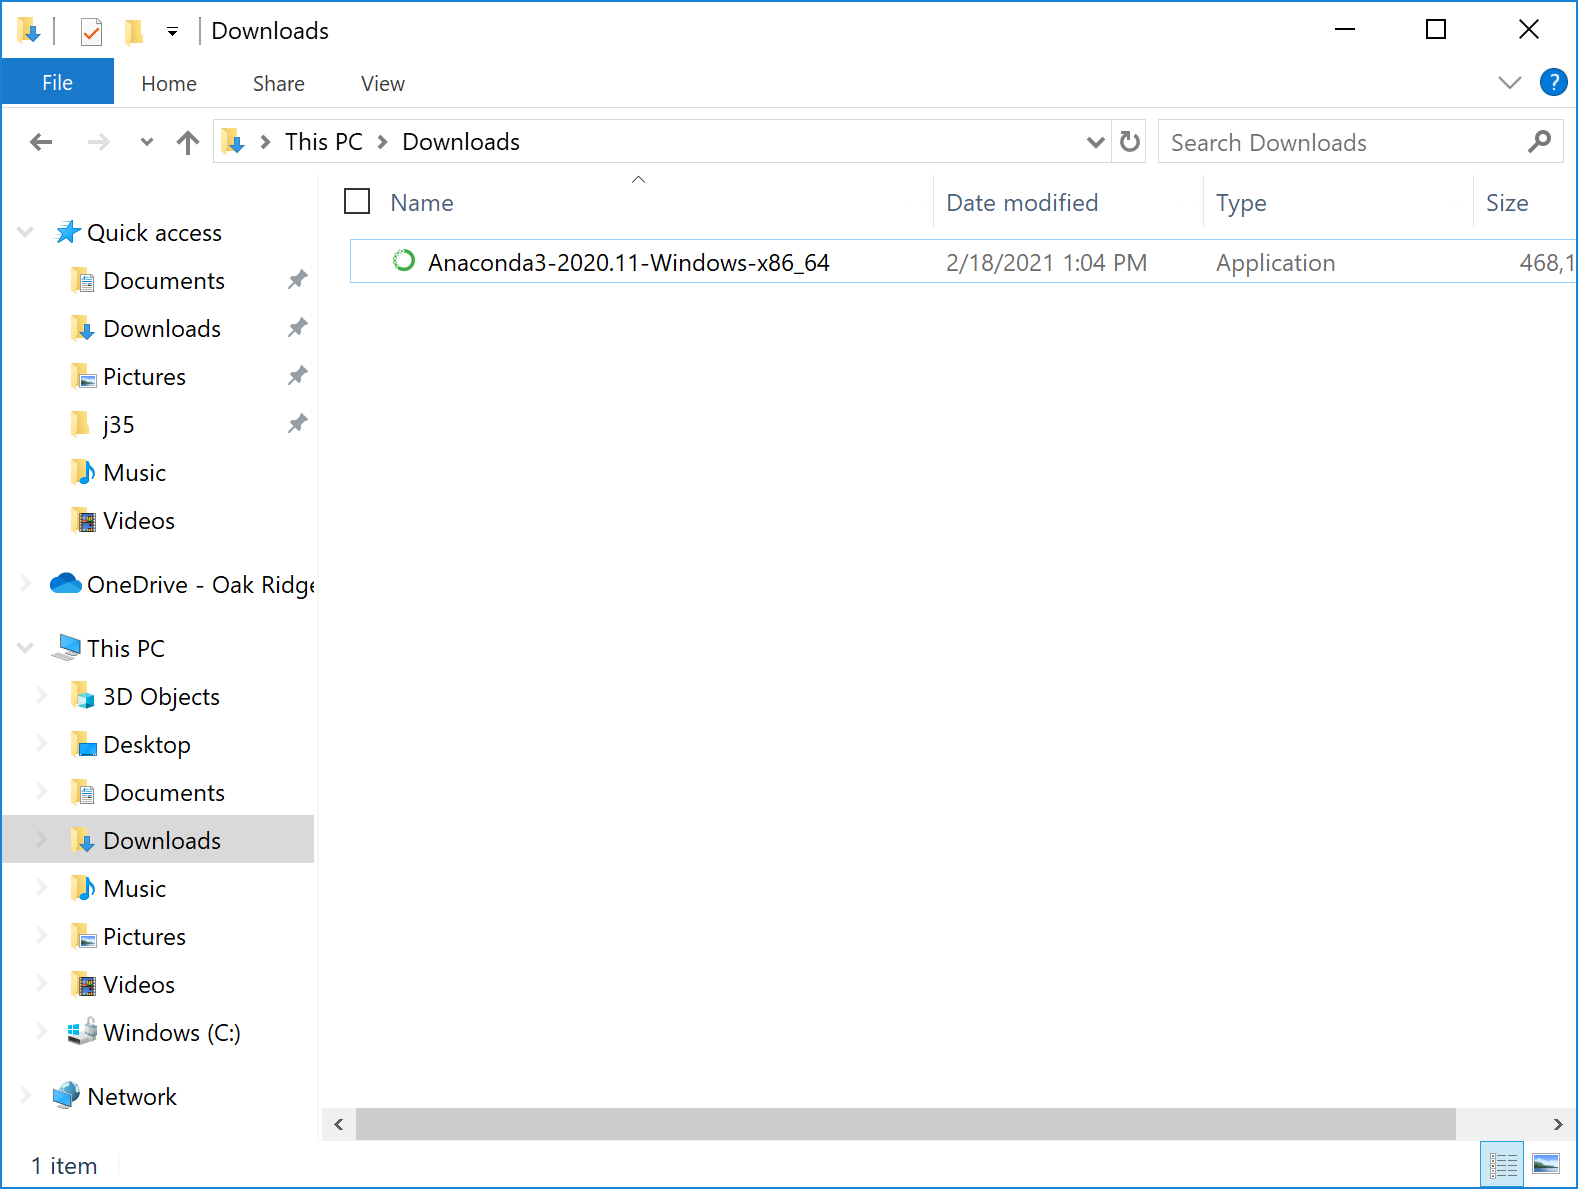 Downloads
File Home Share View ?
This PC Downloads
Search Downloads
Name Date modified Type Size
Anaconda3-2020.11-Windows-x86_64 2/18/2021 1:04 PM Application 468,1
Quick access
Documents
Downloads
Pictures
j35
Music
Videos
OneDrive - Oak Ridge
This PC
3D Objects
Desktop
Documents
Downloads
Music
Pictures
Videos
Windows (C:)
Network
1 item